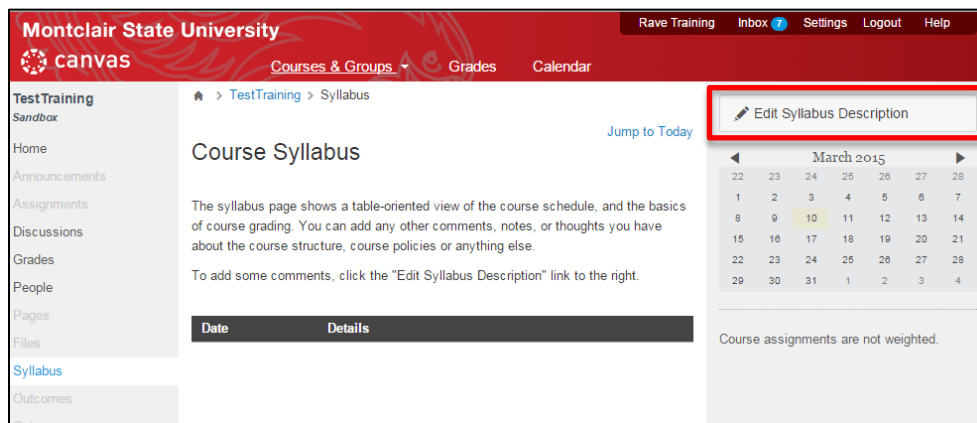 Montclair State University
Rave Training Inbox 7 Settings Logout Help
canvas
Courses & Groups Grades Calendar
TestTraining
Sandbox
Home
Announcements
Assignments
Discussions
Grades
People
Pages
Files
Syllabus
Outcomes
> TestTraining > Syllabus
Jump to Today
Course Syllabus
The syllabus page shows a table-oriented view of the course schedule, and the basics
of course grading. You can add any other comments, notes, or thoughts you have
about the course structure, course policies or anything else.
To add some comments, click the "Edit Syllabus Description" link to the right.
Date Details
Edit Syllabus Description
March 2015
22 23 24 25 26 27 28
1 2 3 4 5 6 7
8 9 10 11 12 13 14
15 16 17 18 19 20 21
22 23 24 25 26 27 28
29 30 31 1 2 3 4
Course assignments are not weighted.